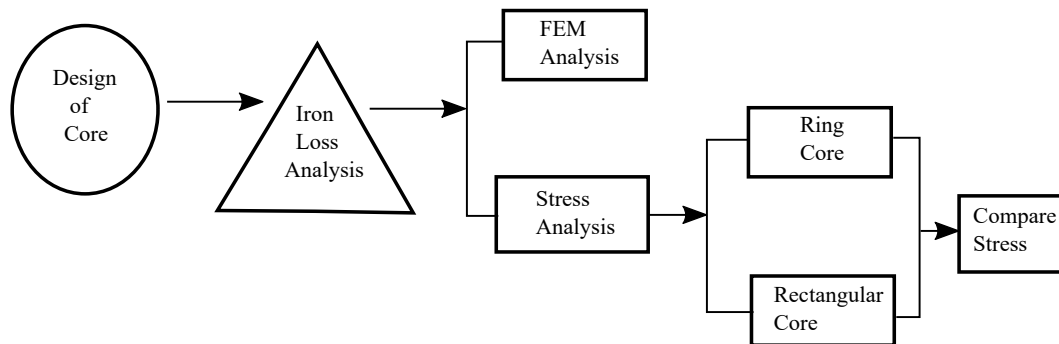 Design
of
Core
Iron
Loss
Analysis
FEM
Analysis
Stress
Analysis
Ring
Core
Rectangular
Core
Compare
Stress